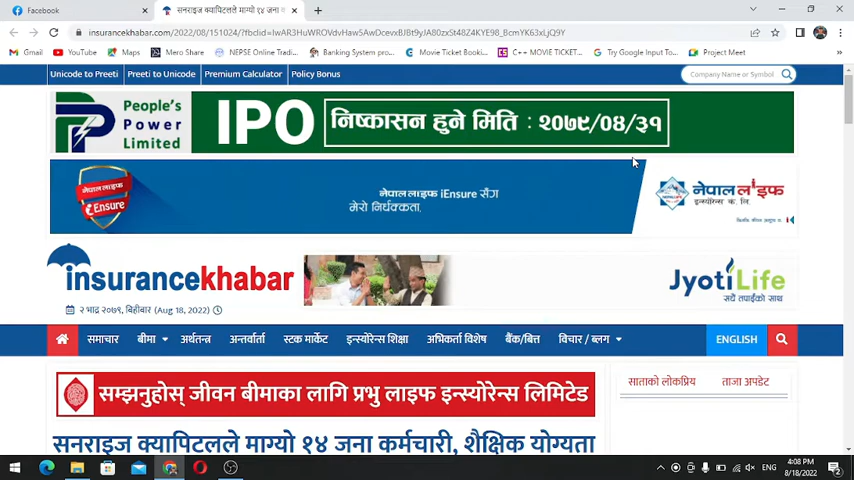 Facebook
सनराइज क्यापिटलले माग्यो १४ जना क
insurancekhabar.com/2022/08/151024/?fbclid=IwAR3HuWROVdvHaw5SAwDcevxBJ8t9yJA80zxSt48Z4KYE98_BcmYK63xLjQ9Y
Gmail YouTube Maps Mero Share NEPSE Online Tradi... Banking System pro... Movie Ticket Booki... C++ MOVIE TICKET... Try Google Input To... Project Meet »
Unicode to Preeti Preeti to Unicode Premium Calculator Policy Bonus Company Name or Symbol
People's Power Limited
IPO निष्कासन हुने मिति : २०७९/०४/३१
नेपाल लाइफ iEnsure
नेपाल लाइफ iEnsure सँग
मेरो निर्धक्कता.
नेपाल लाइफ
इन्स्योरेन्स कं. लि.
insurancekhabar
JyotiLife
सधैं तपाईंको साथ
२ भाद्र २०७९, बिहीबार (Aug 18, 2022)
समाचार बीमा अर्थतन्त्र अन्तर्वार्ता स्टक मार्केट इन्स्योरेन्स शिक्षा अभिकर्ता विशेष बैंक/बित्त विचार / ब्लग ENGLISH
सम्झनुहोस् जीवन बीमाका लागि प्रभु लाइफ इन्स्योरेन्स लिमिटेड
साताको लोकप्रिय ताजा अपडेट
सनराइज क्यापिटलले माग्यो १४ जना कर्मचारी, शैक्षिक योग्यता
ENG 4:08 PM
8/18/2022 2